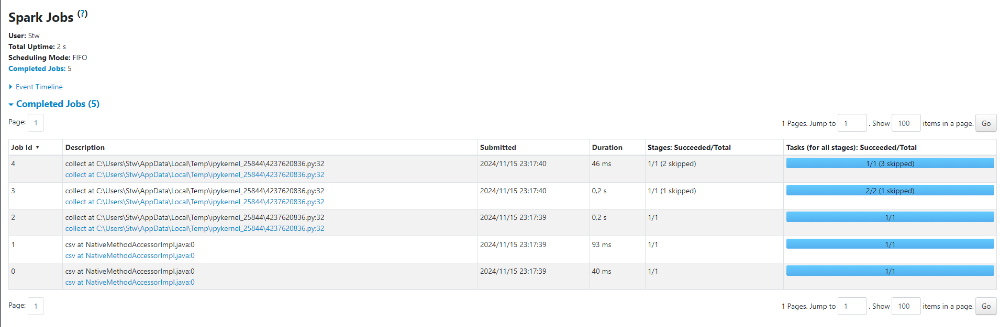 Spark Jobs (?)
User: Stw
Total Uptime: 2 s
Scheduling Mode: FIFO
Completed Jobs: 5
Event Timeline
Completed Jobs (5)
Page: 1 1 Pages. Jump to 1 . Show 100 items in a page. Go
Job Id ▾ Description Submitted Duration Stages: Succeeded/Total Tasks (for all stages): Succeeded/Total
4 collect at C:\Users\Stw\AppData\Local\Temp\ipykernel_25844\4237620836.py:32 2024/11/15 23:17:40 46 ms 1/1 (2 skipped) 1/1 (3 skipped)
collect at C:\Users\Stw\AppData\Local\Temp\ipykernel_25844\4237620836.py:32
3 collect at C:\Users\Stw\AppData\Local\Temp\ipykernel_25844\4237620836.py:32 2024/11/15 23:17:40 0,2 s 1/1 (1 skipped) 2/2 (1 skipped)
collect at C:\Users\Stw\AppData\Local\Temp\ipykernel_25844\4237620836.py:32
2 collect at C:\Users\Stw\AppData\Local\Temp\ipykernel_25844\4237620836.py:32 2024/11/15 23:17:39 0,2 s 1/1 1/1
collect at C:\Users\Stw\AppData\Local\Temp\ipykernel_25844\4237620836.py:32
1 csv at NativeMethodAccessorImpl.java:0 2024/11/15 23:17:39 93 ms 1/1 1/1
csv at NativeMethodAccessorImpl.java:0
0 csv at NativeMethodAccessorImpl.java:0 2024/11/15 23:17:39 40 ms 1/1 1/1
csv at NativeMethodAccessorImpl.java:0
Page: 1 1 Pages. Jump to 1 . Show 100 items in a page. Go